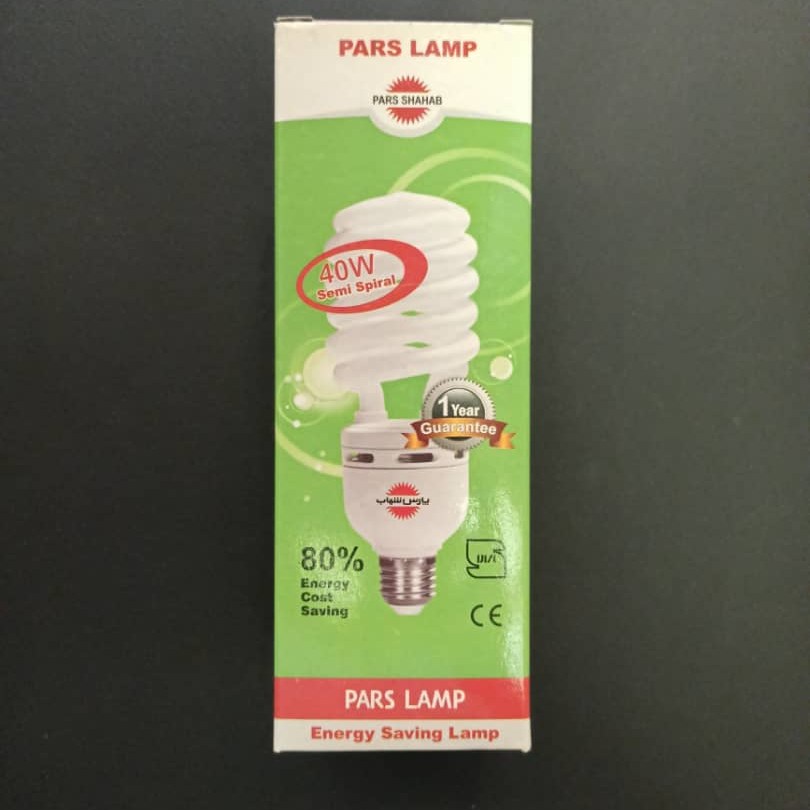 PARS LAMP
PARS SHAHAB
40W
Semi Spiral
1 Year
Guarantee
پارس شهاب
80%
Energy
Cost
Saving
CE
PARS LAMP
Energy Saving Lamp